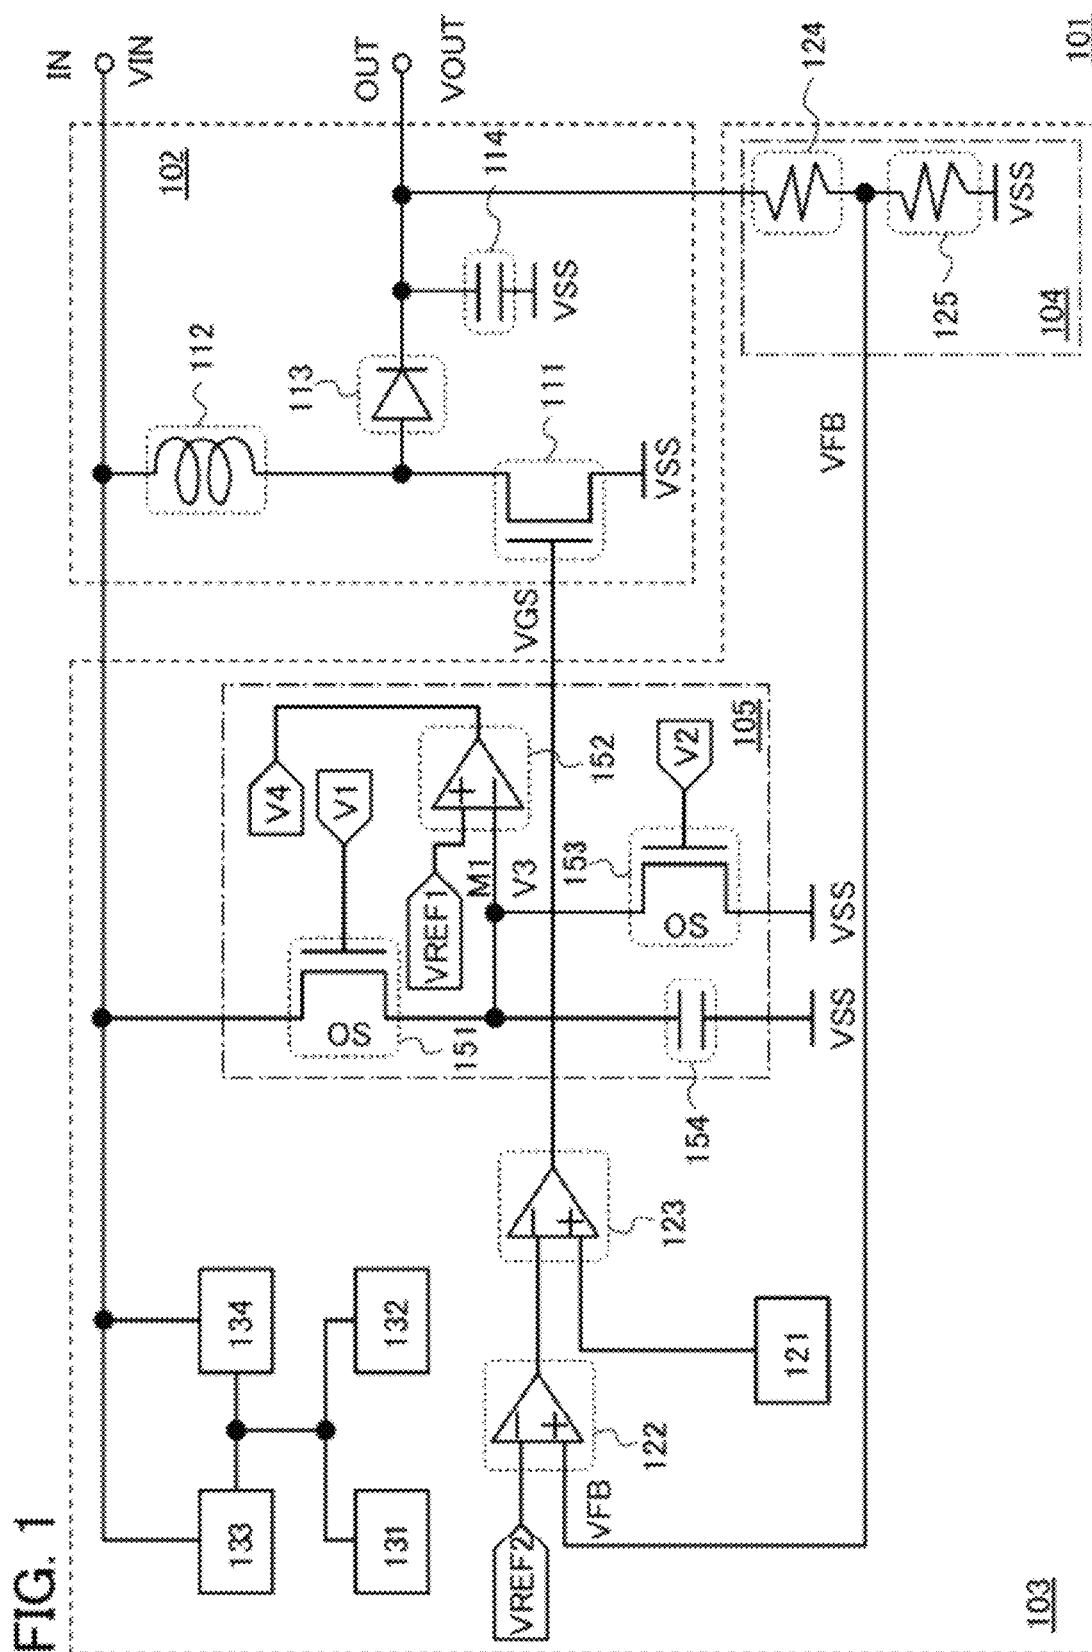 FIG. 1
IN
VIN
OUT
VOUT
101
102
112
113
114
111
VSS
VSS
VGS
124
125
VSS
104
VFB
V4
V1
VREF1
M1
V3
152
105
V2
153
OS
VSS
OS
151
154
VSS
134
132
133
131
123
122
121
VREF2
VFB
103